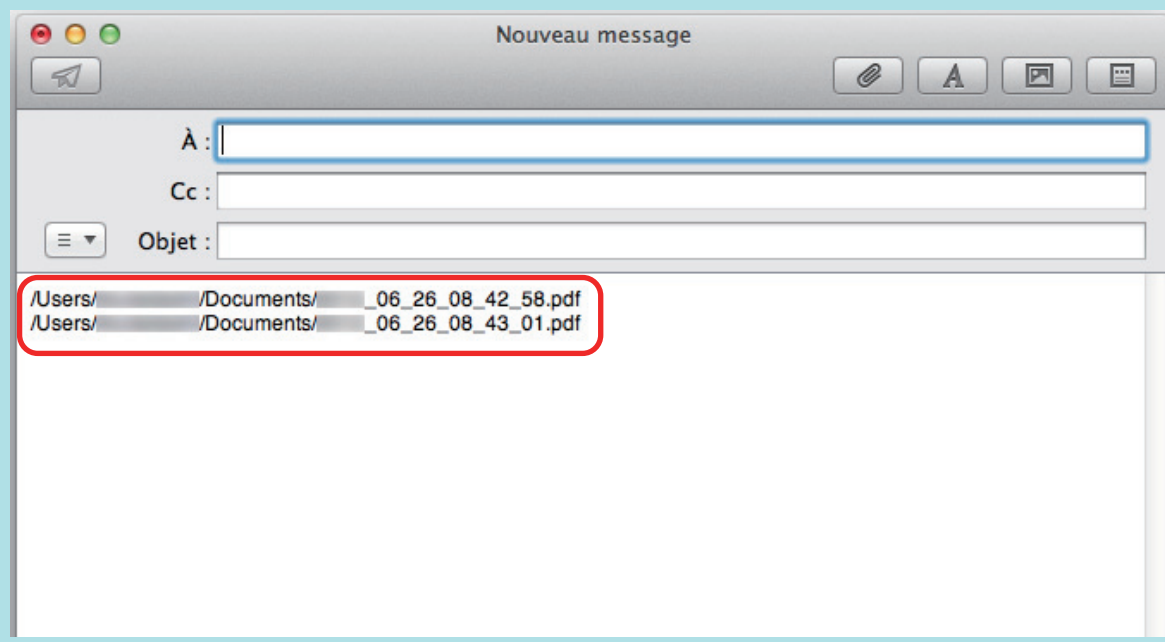 Nouveau message
À :
Cc :
Objet :
/Users/ /Documents/ _06_26_08_42_58.pdf
/Users/ /Documents/ _06_26_08_43_01.pdf